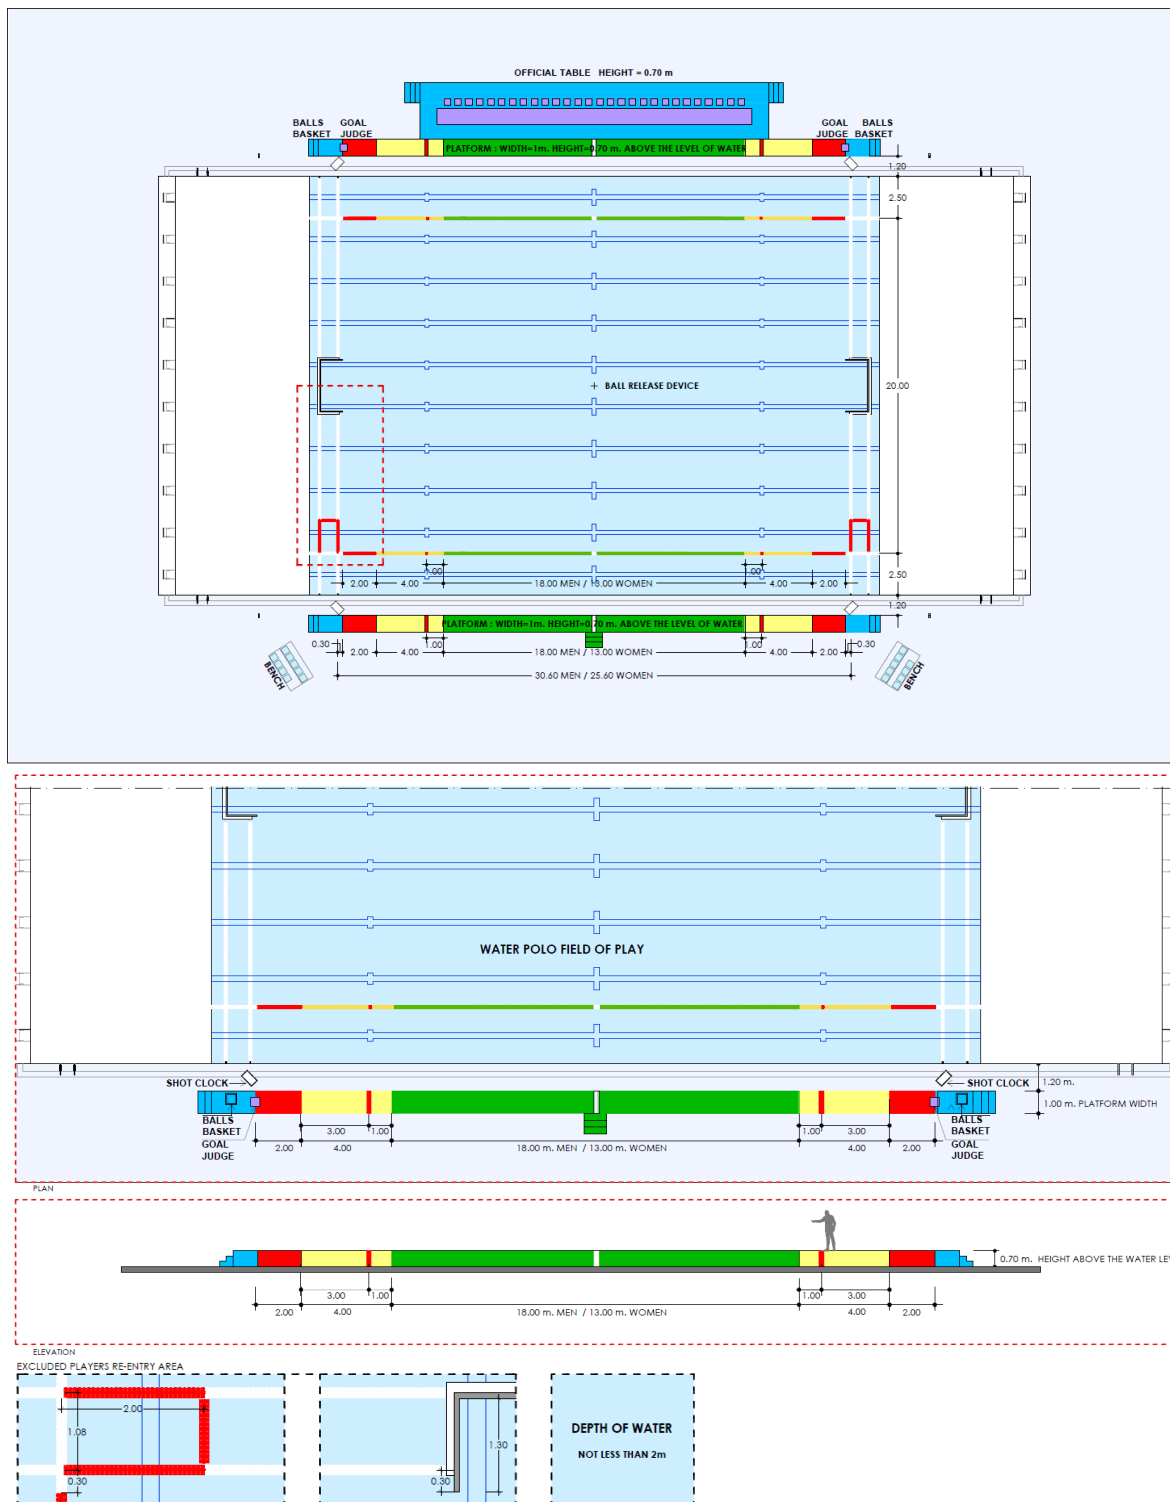 OFFICIAL TABLE HEIGHT = 0.70 m
BALLS BASKET
GOAL JUDGE
GOAL JUDGE
BALLS BASKET
PLATFORM : WIDTH=1m. HEIGHT=0.70 m. ABOVE THE LEVEL OF WATER
1.20
2.50
BALL RELEASE DEVICE
20.00
1.00
2.00
4.00
18.00 MEN / 13.00 WOMEN
1.00
4.00
2.00
2.50
1.20
PLATFORM : WIDTH=1m. HEIGHT=0.70 m. ABOVE THE LEVEL OF WATER
0.30
2.00
4.00
1.00
18.00 MEN / 13.00 WOMEN
1.00
4.00
2.00
0.30
BENCH
30.60 MEN / 25.60 WOMEN
BENCH
WATER POLO FIELD OF PLAY
SHOT CLOCK
SHOT CLOCK
1.20 m.
1.00 m. PLATFORM WIDTH
BALLS BASKET
GOAL JUDGE
3.00
1.00
1.00
3.00
BALLS BASKET
GOAL JUDGE
2.00
4.00
18.00 m. MEN / 13.00 m. WOMEN
4.00
2.00
PLAN
0.70 m. HEIGHT ABOVE THE WATER
3.00
1.00
1.00
3.00
2.00
4.00
18.00 m. MEN / 13.00 m. WOMEN
4.00
2.00
ELEVATION
EXCLUDED PLAYERS RE-ENTRY AREA
2.00
1.08
0.30
1.30
0.30
DEPTH OF WATER
NOT LESS THAN 2m